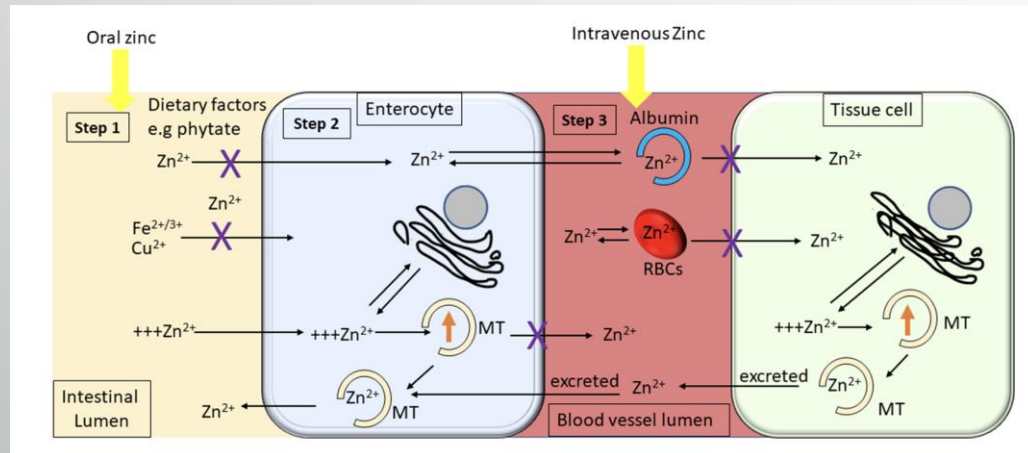 Oral zinc
Intravenous Zinc
Step 1
Dietary factors
e.g phytate
Zn²⁺
Zn²⁺
Fe²⁺/³⁺
Cu²⁺
+++Zn²⁺
Intestinal
Lumen
Zn²⁺
Step 2
Enterocyte
Zn²⁺
+++Zn²⁺
MT
Zn²⁺
MT
Step 3
Albumin
Zn²⁺
Zn²⁺
Zn²⁺
RBCs
Zn²⁺
excreted
Zn²⁺
Blood vessel lumen
Tissue cell
Zn²⁺
Zn²⁺
+++Zn²⁺
excreted
Zn²⁺
MT